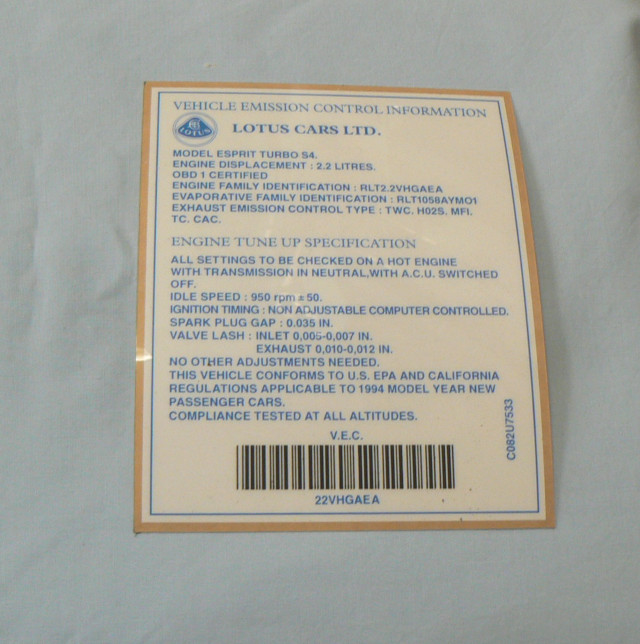 VEHICLE EMISSION CONTROL INFORMATION
LOTUS
LOTUS CARS LTD.
MODEL ESPRIT TURBO S4.
ENGINE DISPLACEMENT : 2.2 LITRES.
OBD 1 CERTIFIED
ENGINE FAMILY IDENTIFICATION : RLT2.2VHGAEA
EVAPORATIVE FAMILY IDENTIFICATION : RLT1058AYMO1
EXHAUST EMISSION CONTROL TYPE : TWC. H02S. MFI.
TC. CAC.
ENGINE TUNE UP SPECIFICATION
ALL SETTINGS TO BE CHECKED ON A HOT ENGINE
WITH TRANSMISSION IN NEUTRAL,WITH A.C.U. SWITCHED
OFF.
IDLE SPEED : 950 rpm ± 50.
IGNITION TIMING : NON ADJUSTABLE COMPUTER CONTROLLED.
SPARK PLUG GAP : 0.035 IN.
VALVE LASH : INLET 0,005-0,007 IN.
EXHAUST 0,010-0,012 IN.
NO OTHER ADJUSTMENTS NEEDED.
THIS VEHICLE CONFORMS TO U.S. EPA AND CALIFORNIA
REGULATIONS APPLICABLE TO 1994 MODEL YEAR NEW
PASSENGER CARS.
COMPLIANCE TESTED AT ALL ALTITUDES.
V.E.C.
22VHGAEA
C082U7533